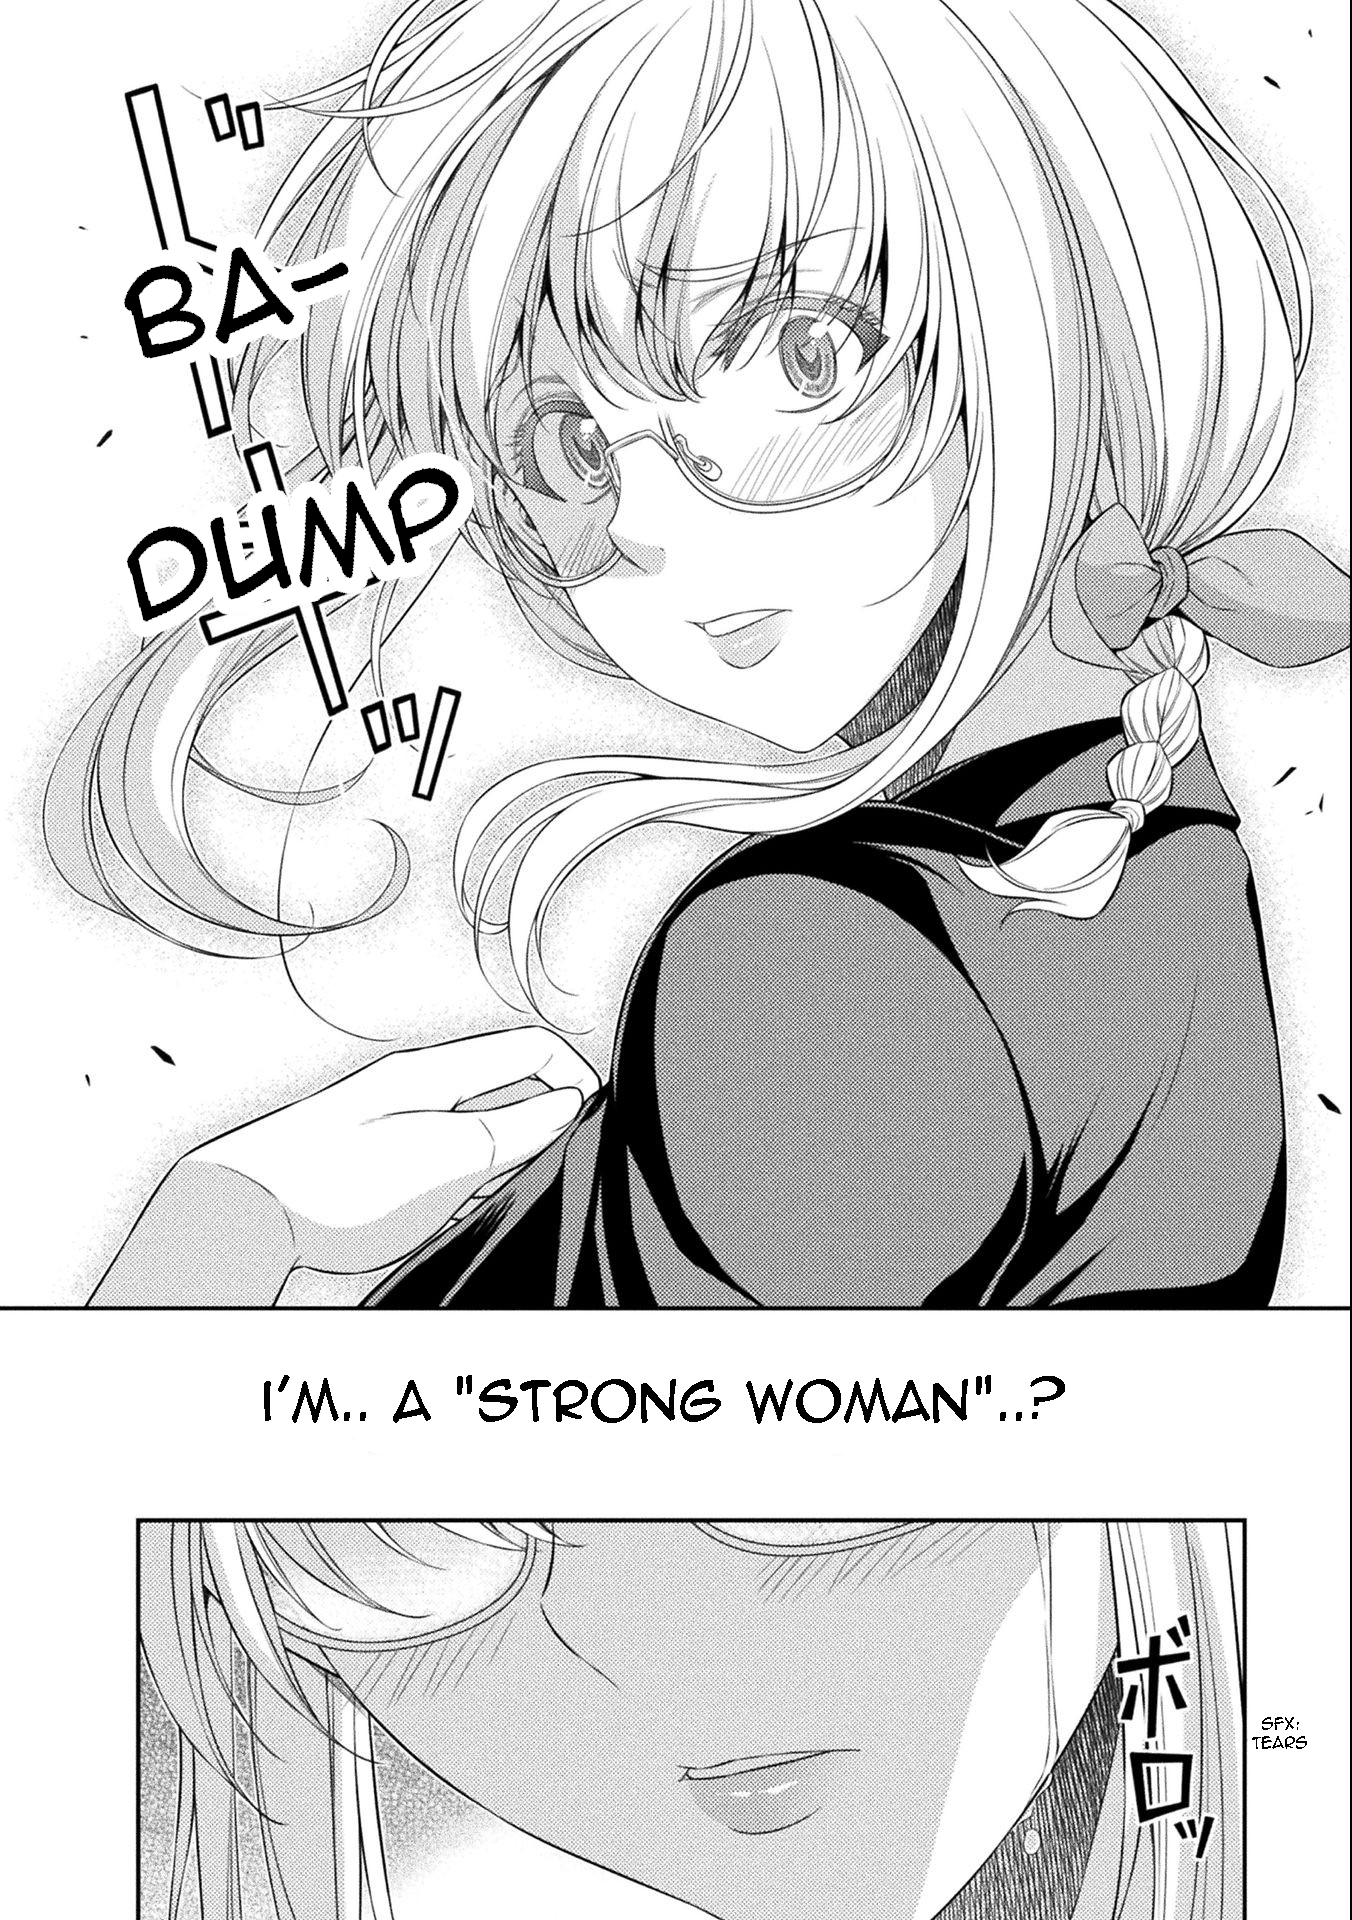 BA-
DUMP
I'M.. A "STRONG WOMAN"..?
ボロッ
SFX:
TEARS